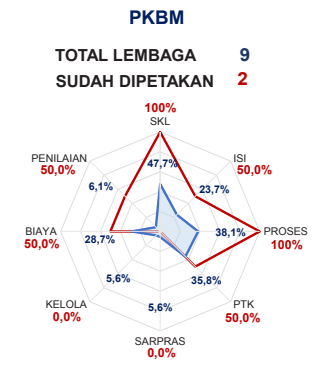 PKBM
TOTAL LEMBAGA 9
SUDAH DIPETAKAN 2
100%
SKL
47,7%
PENILAIAN
50,0%
6,1%
ISI
50,0%
23,7%
BIAYA
50,0%
28,7%
38,1%
PROSES
100%
5,6%
35,8%
KELOLA
0,0%
5,6%
PTK
50,0%
SARPRAS
0,0%